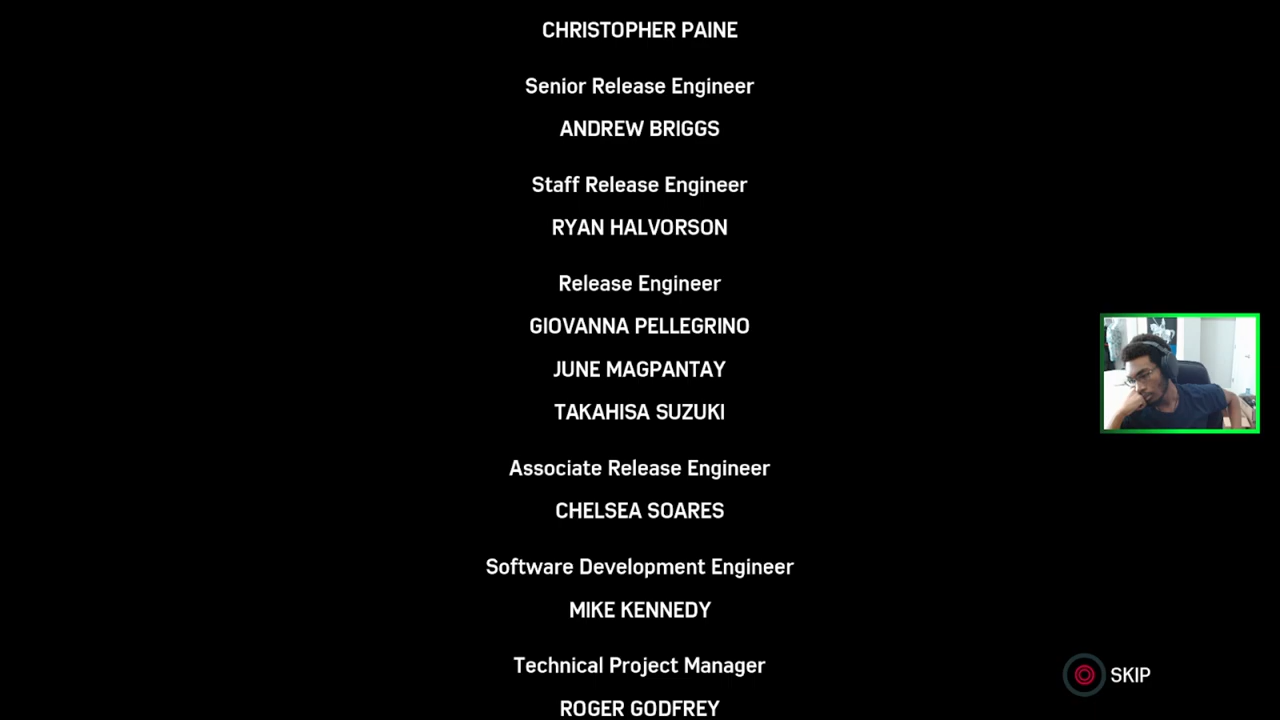 CHRISTOPHER PAINE
Senior Release Engineer
ANDREW BRIGGS
Staff Release Engineer
RYAN HALVORSON
Release Engineer
GIOVANNA PELLEGRINO
JUNE MAGPANTAY
TAKAHISA SUZUKI
Associate Release Engineer
CHELSEA SOARES
Software Development Engineer
MIKE KENNEDY
Technical Project Manager
SKIP
ROGER GODFREY